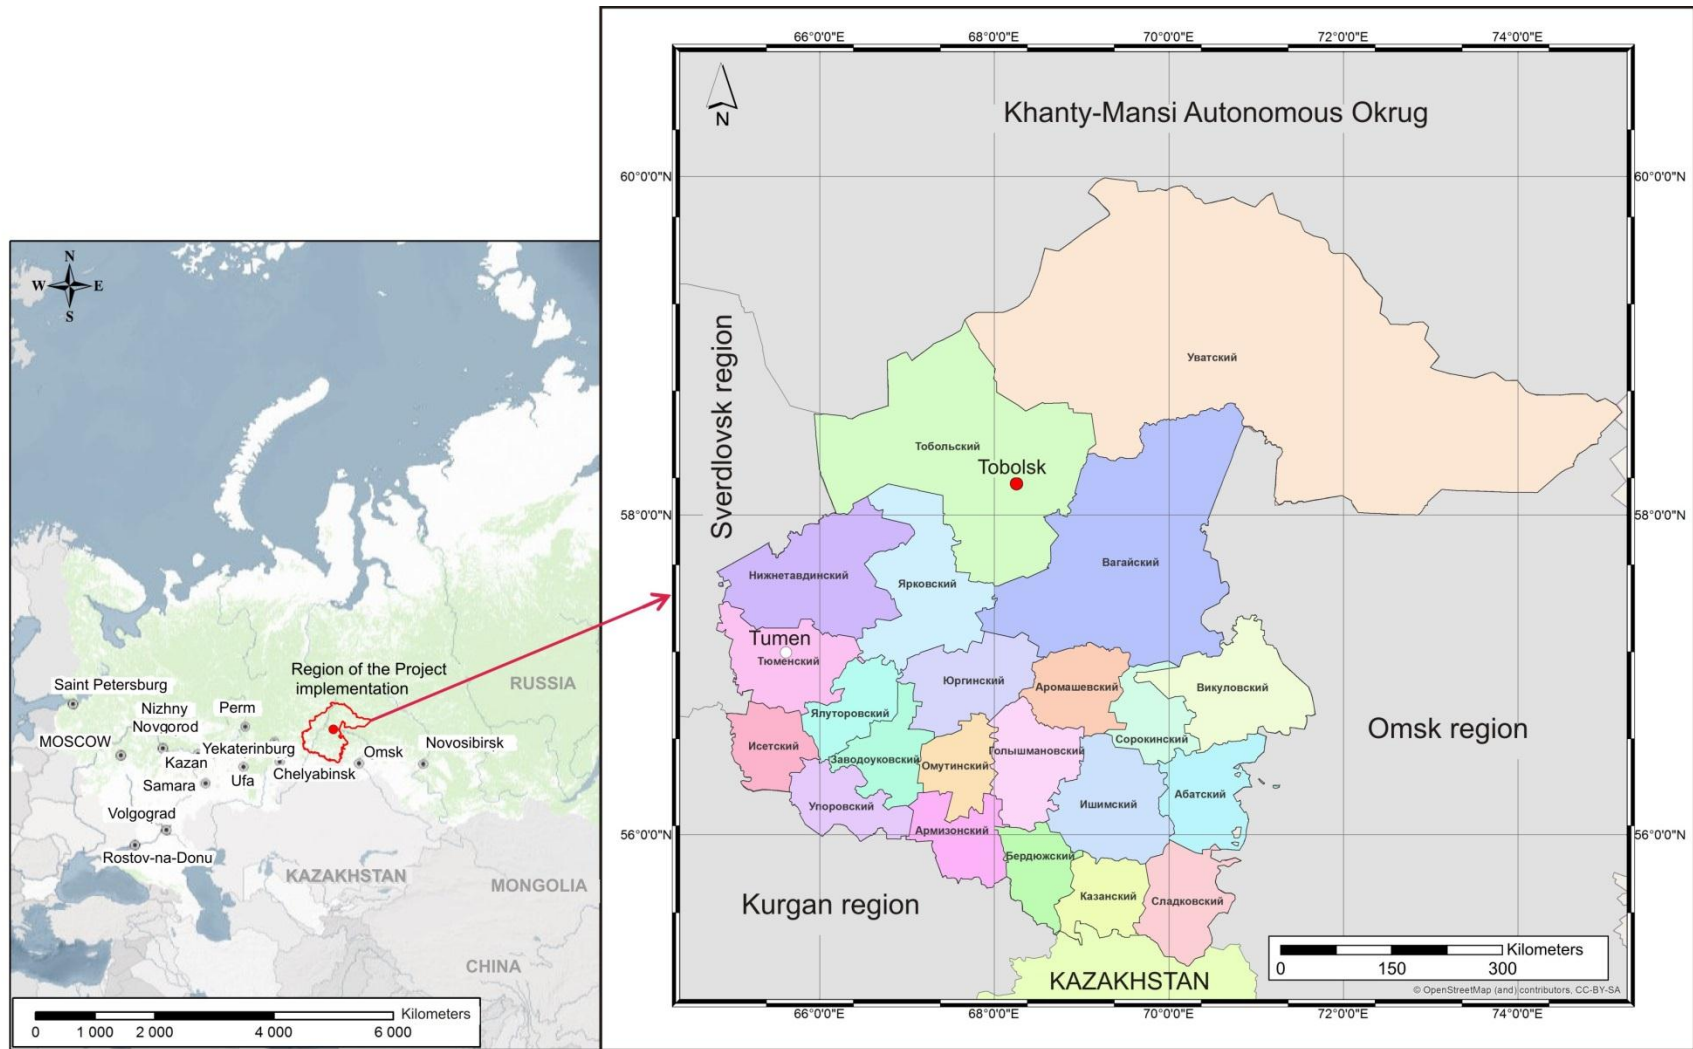 N
W
E
S
Saint Petersburg
Nizhny
Novgorod
Perm
MOSCOW
Kazan
Yekaterinburg
Samara
Ufa
Chelyabinsk
Omsk
Novosibirsk
Volgograd
Rostov-na-Donu
Region of the Project
implementation
RUSSIA
KAZAKHSTAN
MONGOLIA
CHINA
Kilometers
0 1 000 2 000 4 000 6 000
66°0'0"E 68°0'0"E 70°0'0"E 72°0'0"E 74°0'0"E
N
Khanty-Mansi Autonomous Okrug
60°0'0"N 60°0'0"N
Sverdlovsk region
Уватский
Тобольский
Tobolsk
58°0'0"N 58°0'0"N
Вагайский
Нижнетавдинский
Ярковский
Tumen
Тюменский
Юргинский
Аромашевский
Викуловский
Ялуторовский
Сорокинский
Omsk region
Исетский
Заводоуковский
Омутинский
Голышмановский
Упоровский
Ишимский
Абатский
56°0'0"N 56°0'0"N
Армизонский
Бердюжский
Казанский
Сладковский
Kurgan region
KAZAKHSTAN
Kilometers
0 150 300
© OpenStreetMap (and) contributors, CC-BY-SA
66°0'0"E 68°0'0"E 70°0'0"E 72°0'0"E 74°0'0"E